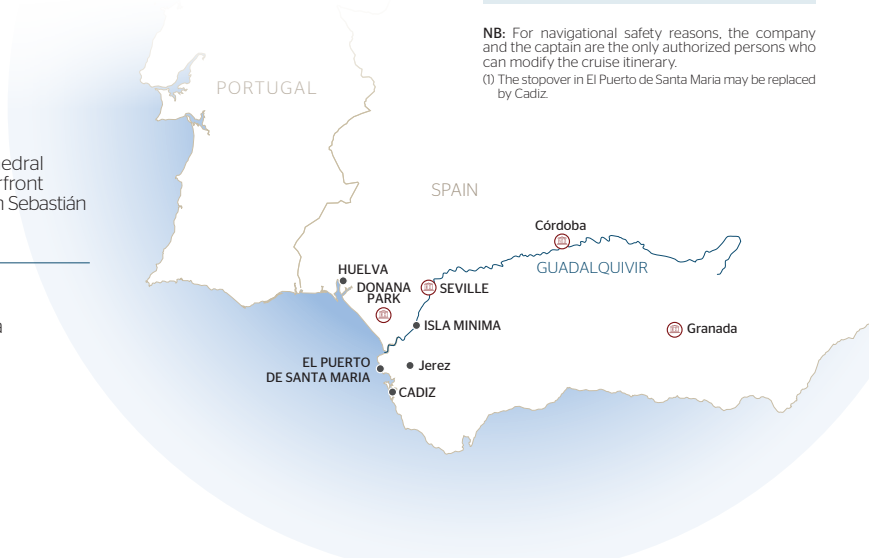 NB: For navigational safety reasons, the company
and the captain are the only authorized persons who
can modify the cruise itinerary.
(1) The stopover in El Puerto de Santa Maria may be replaced
by Cadiz.
PORTUGAL
edral
rfront
n Sebastián
SPAIN
Córdoba
GUADALQUIVIR
HUELVA
DONANA
PARK
SEVILLE
ISLA MINIMA
a
Granada
EL PUERTO
DE SANTA MARIA
Jerez
CADIZ